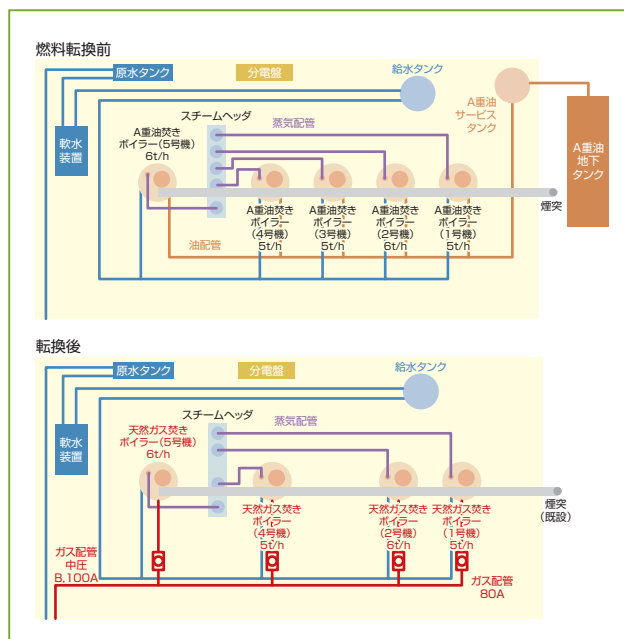 燃料転換前
原水タンク
分電盤
給水タンク
A重油
サービス
タンク
A重油
地下
タンク
スチームヘッダ
蒸気配管
軟水
装置
A重油焚き
ボイラー(5号機)
6t/h
煙突
A重油焚き
ボイラー
(4号機)
5t/h
A重油焚き
ボイラー
(3号機)
5t/h
A重油焚き
ボイラー
(2号機)
6t/h
A重油焚き
ボイラー
(1号機)
5t/h
油配管
転換後
原水タンク
分電盤
給水タンク
スチームヘッダ
蒸気配管
軟水
装置
天然ガス焚き
ボイラー(5号機)
6t/h
煙突
(既設)
天然ガス焚き
ボイラー
(4号機)
5t/h
天然ガス焚き
ボイラー
(2号機)
6t/h
天然ガス焚き
ボイラー
(1号機)
5t/h
ガス配管
中圧
B,100A
ガス配管
80A